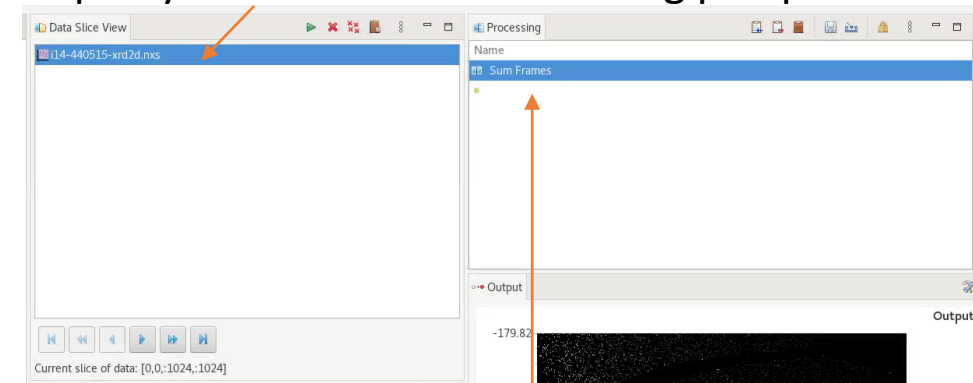 Data Slice View
i14-440515-xrd2d.nxs
Current slice of data: [0,0,:1024,:1024]
Processing
Name
Sum Frames
Output
Output
-179.82